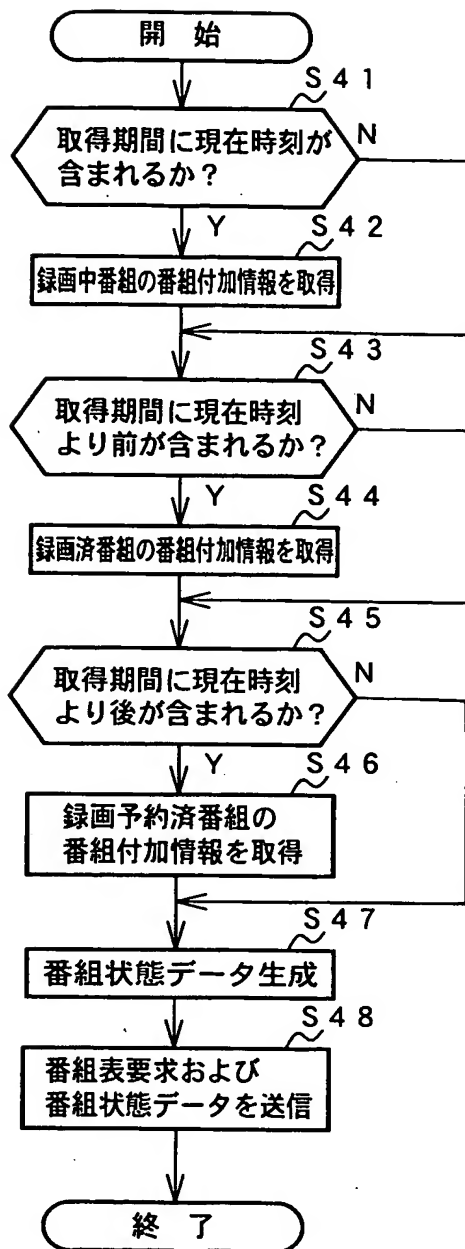 開 始
S41
取得期間に現在時刻が
含まれるか?
N
Y
S42
録画中番組の番組付加情報を取得
S43
取得期間に現在時刻
より前が含まれるか?
N
Y
S44
録画済番組の番組付加情報を取得
S45
取得期間に現在時刻
より後が含まれるか?
N
Y
S46
録画予約済番組の
番組付加情報を取得
S47
番組状態データ生成
S48
番組表要求および
番組状態データを送信
終 了